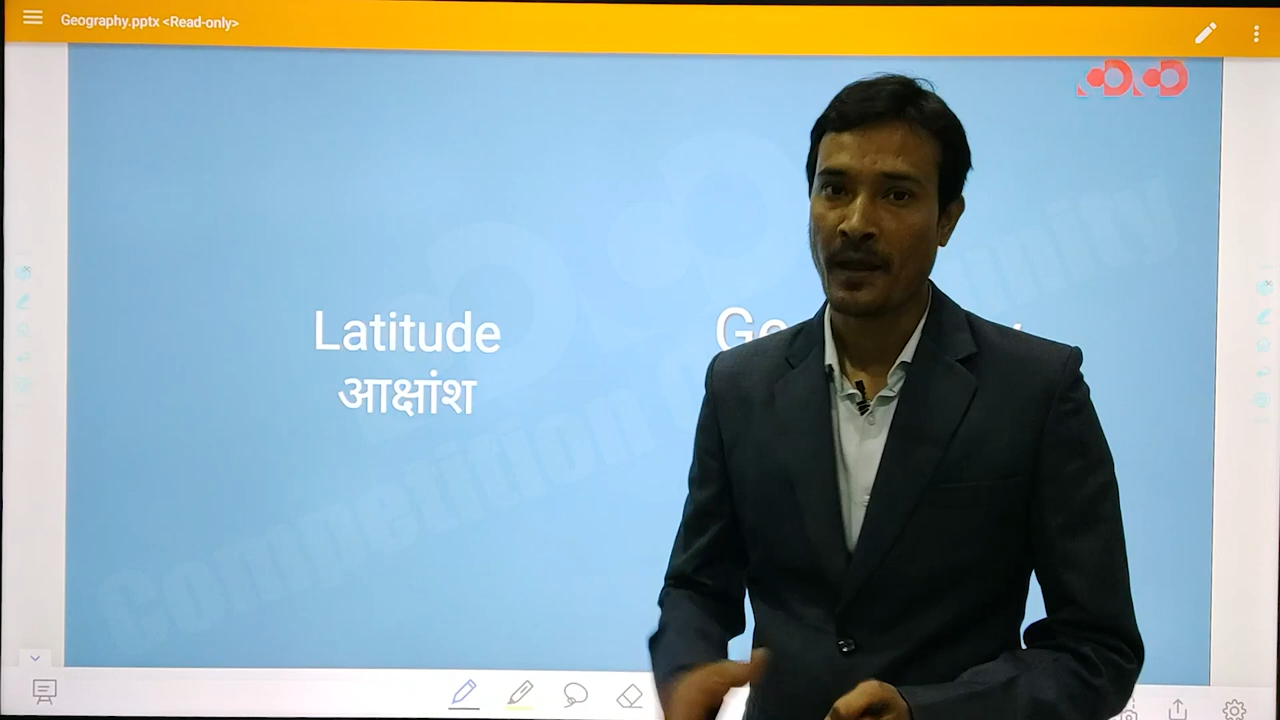 Geography.pptx <Read-only>
Latitude
आक्षांश